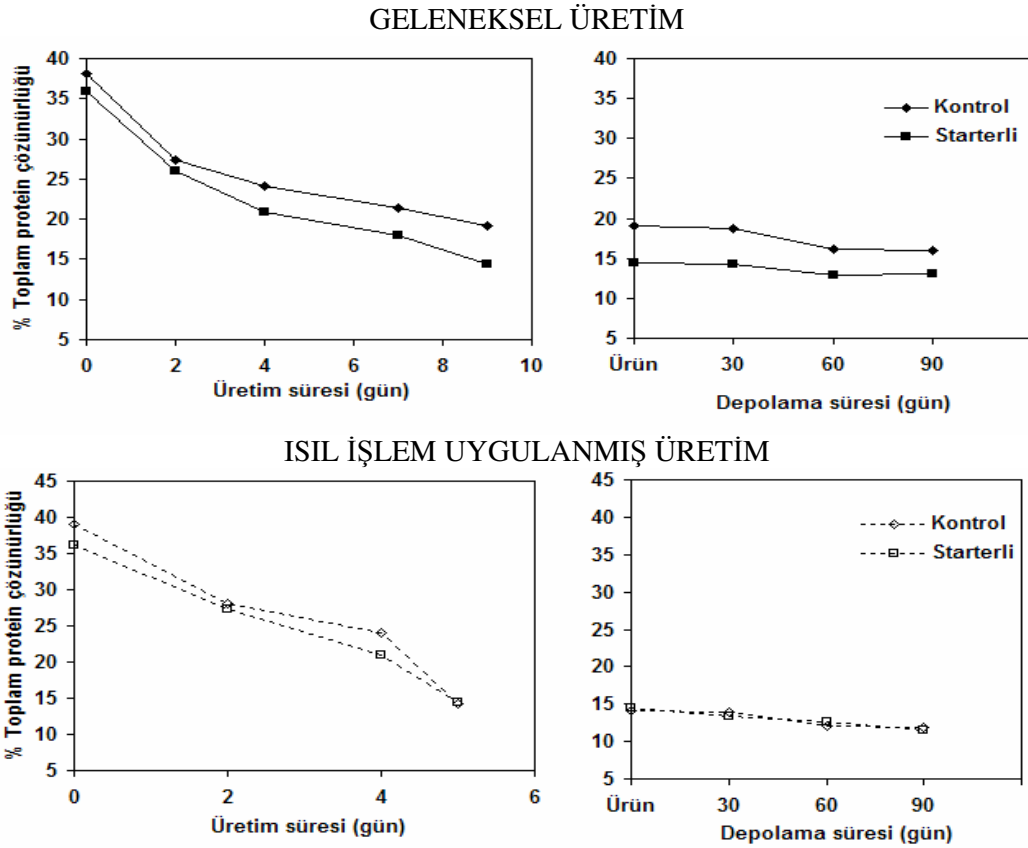 GELENEKSEL ÜRETİM
% Toplam protein çözünürlüğü
40
35
30
25
20
15
10
5
0 2 4 6 8 10
Üretim süresi (gün)
40
35
30
25
20
15
10
5
Kontrol
Starterli
Ürün 30 60 90
Depolama süresi (gün)
ISIL İŞLEM UYGULANMIŞ ÜRETİM
% Toplam protein çözünürlüğü
45
40
35
30
25
20
15
10
5
0 2 4 6
Üretim süresi (gün)
45
40
35
30
25
20
15
10
5
Kontrol
Starterli
Ürün 30 60 90
Depolama süresi (gün)